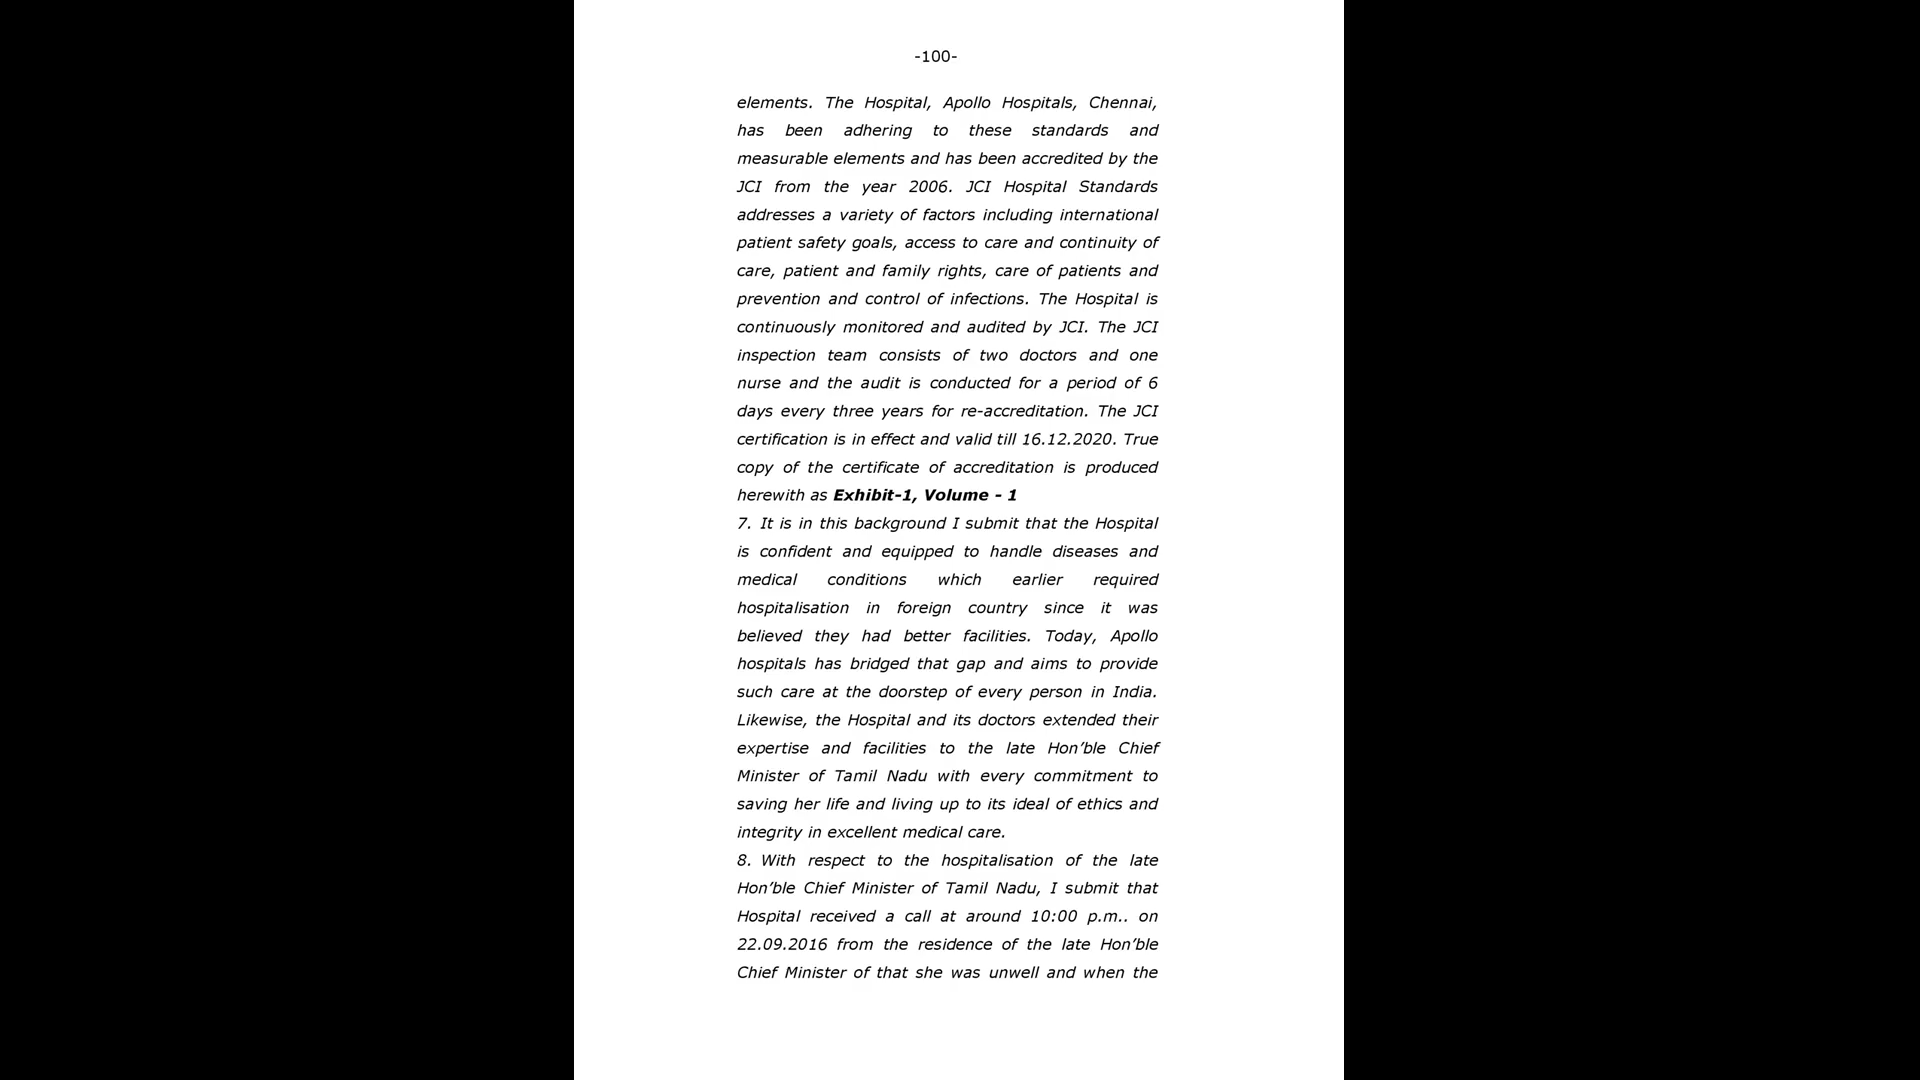 -100-
elements. The Hospital, Apollo Hospitals, Chennai,
has been adhering to these standards and
measurable elements and has been accredited by the
JCI from the year 2006. JCI Hospital Standards
addresses a variety of factors including international
patient safety goals, access to care and continuity of
care, patient and family rights, care of patients and
prevention and control of infections. The Hospital is
continuously monitored and audited by JCI. The JCI
inspection team consists of two doctors and one
nurse and the audit is conducted for a period of 6
days every three years for re-accreditation. The JCI
certification is in effect and valid till 16.12.2020. True
copy of the certificate of accreditation is produced
herewith as Exhibit-1, Volume - 1
7. It is in this background I submit that the Hospital
is confident and equipped to handle diseases and
medical conditions which earlier required
hospitalisation in foreign country since it was
believed they had better facilities. Today, Apollo
hospitals has bridged that gap and aims to provide
such care at the doorstep of every person in India.
Likewise, the Hospital and its doctors extended their
expertise and facilities to the late Hon’ble Chief
Minister of Tamil Nadu with every commitment to
saving her life and living up to its ideal of ethics and
integrity in excellent medical care.
8. With respect to the hospitalisation of the late
Hon’ble Chief Minister of Tamil Nadu, I submit that
Hospital received a call at around 10:00 p.m.. on
22.09.2016 from the residence of the late Hon’ble
Chief Minister of that she was unwell and when the